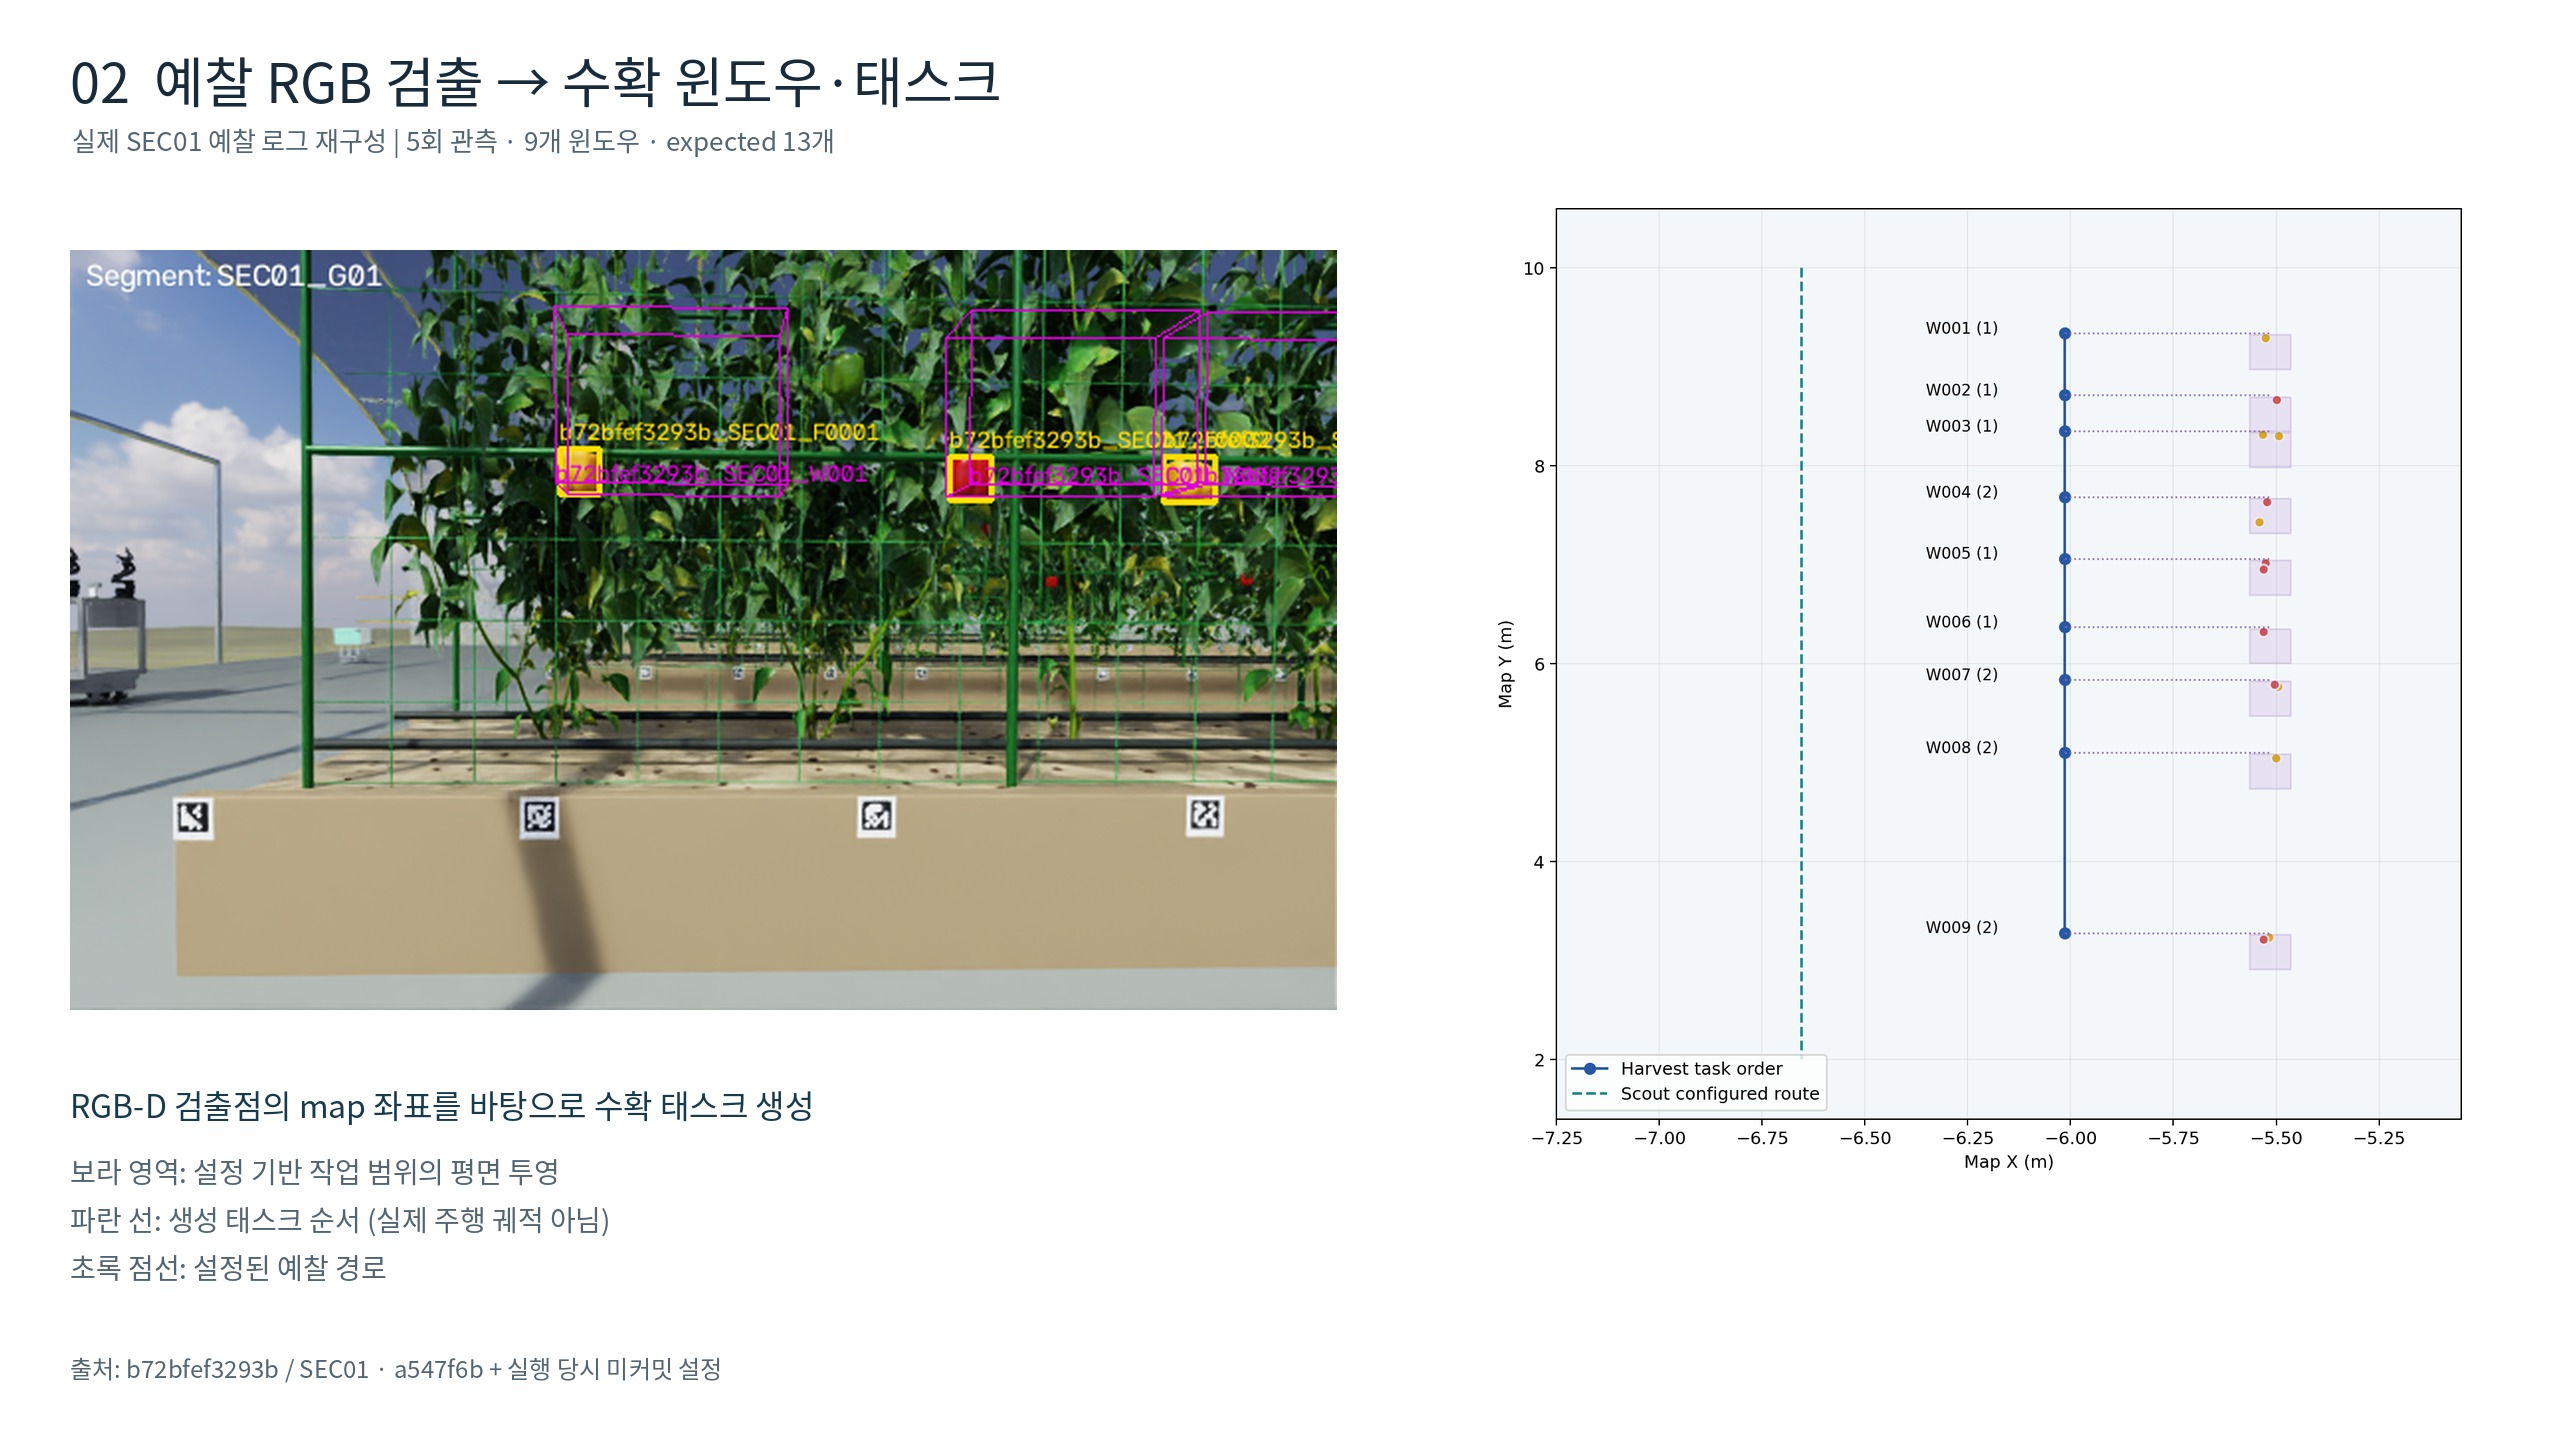 02 예찰 RGB 검출 → 수확 윈도우·태스크
실제 SEC01 예찰 로그 재구성 | 5회 관측 · 9개 윈도우 · expected 13개
Segment: SEC01_G01
b72bfef3293b_SEC01_F0001
b72bfef3293b_SEC01_W001
10
8
6
4
2
Map Y (m)
W001 (1)
W002 (1)
W003 (1)
W004 (2)
W005 (1)
W006 (1)
W007 (2)
W008 (2)
W009 (2)
Harvest task order
Scout configured route
−7.25 −7.00 −6.75 −6.50 −6.25 −6.00 −5.75 −5.50 −5.25
Map X (m)
RGB-D 검출점의 map 좌표를 바탕으로 수확 태스크 생성
보라 영역: 설정 기반 작업 범위의 평면 투영
파란 선: 생성 태스크 순서 (실제 주행 궤적 아님)
초록 점선: 설정된 예찰 경로
출처: b72bfef3293b / SEC01 · a547f6b + 실행 당시 미커밋 설정